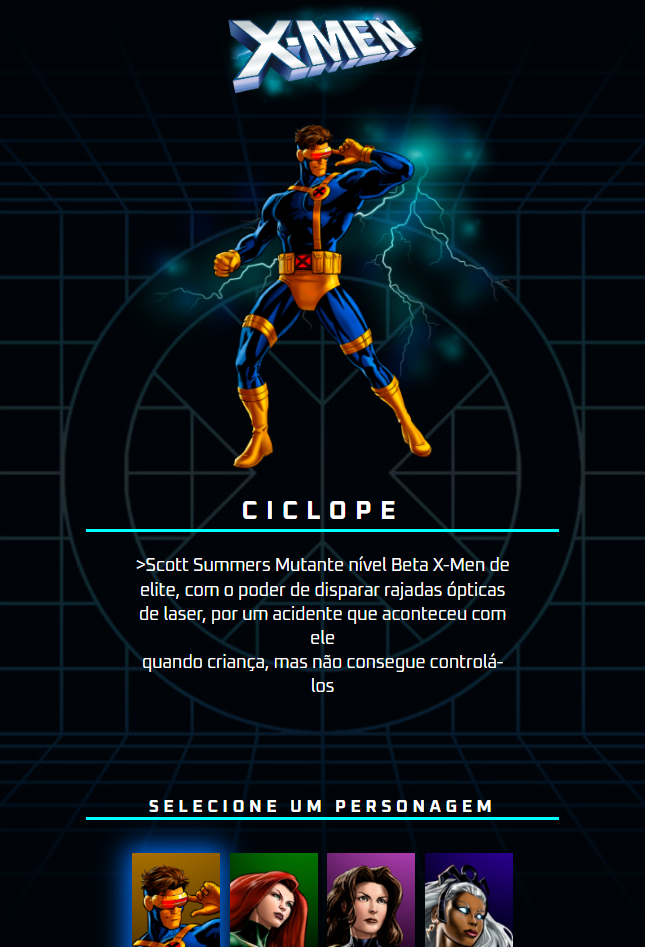 X-MEN
CICLOPE
>Scott Summers Mutante nível Beta X-Men de
elite, com o poder de disparar rajadas ópticas
de laser, por um acidente que aconteceu com
ele
quando criança, mas não consegue controlá-
los
SELECIONE UM PERSONAGEM